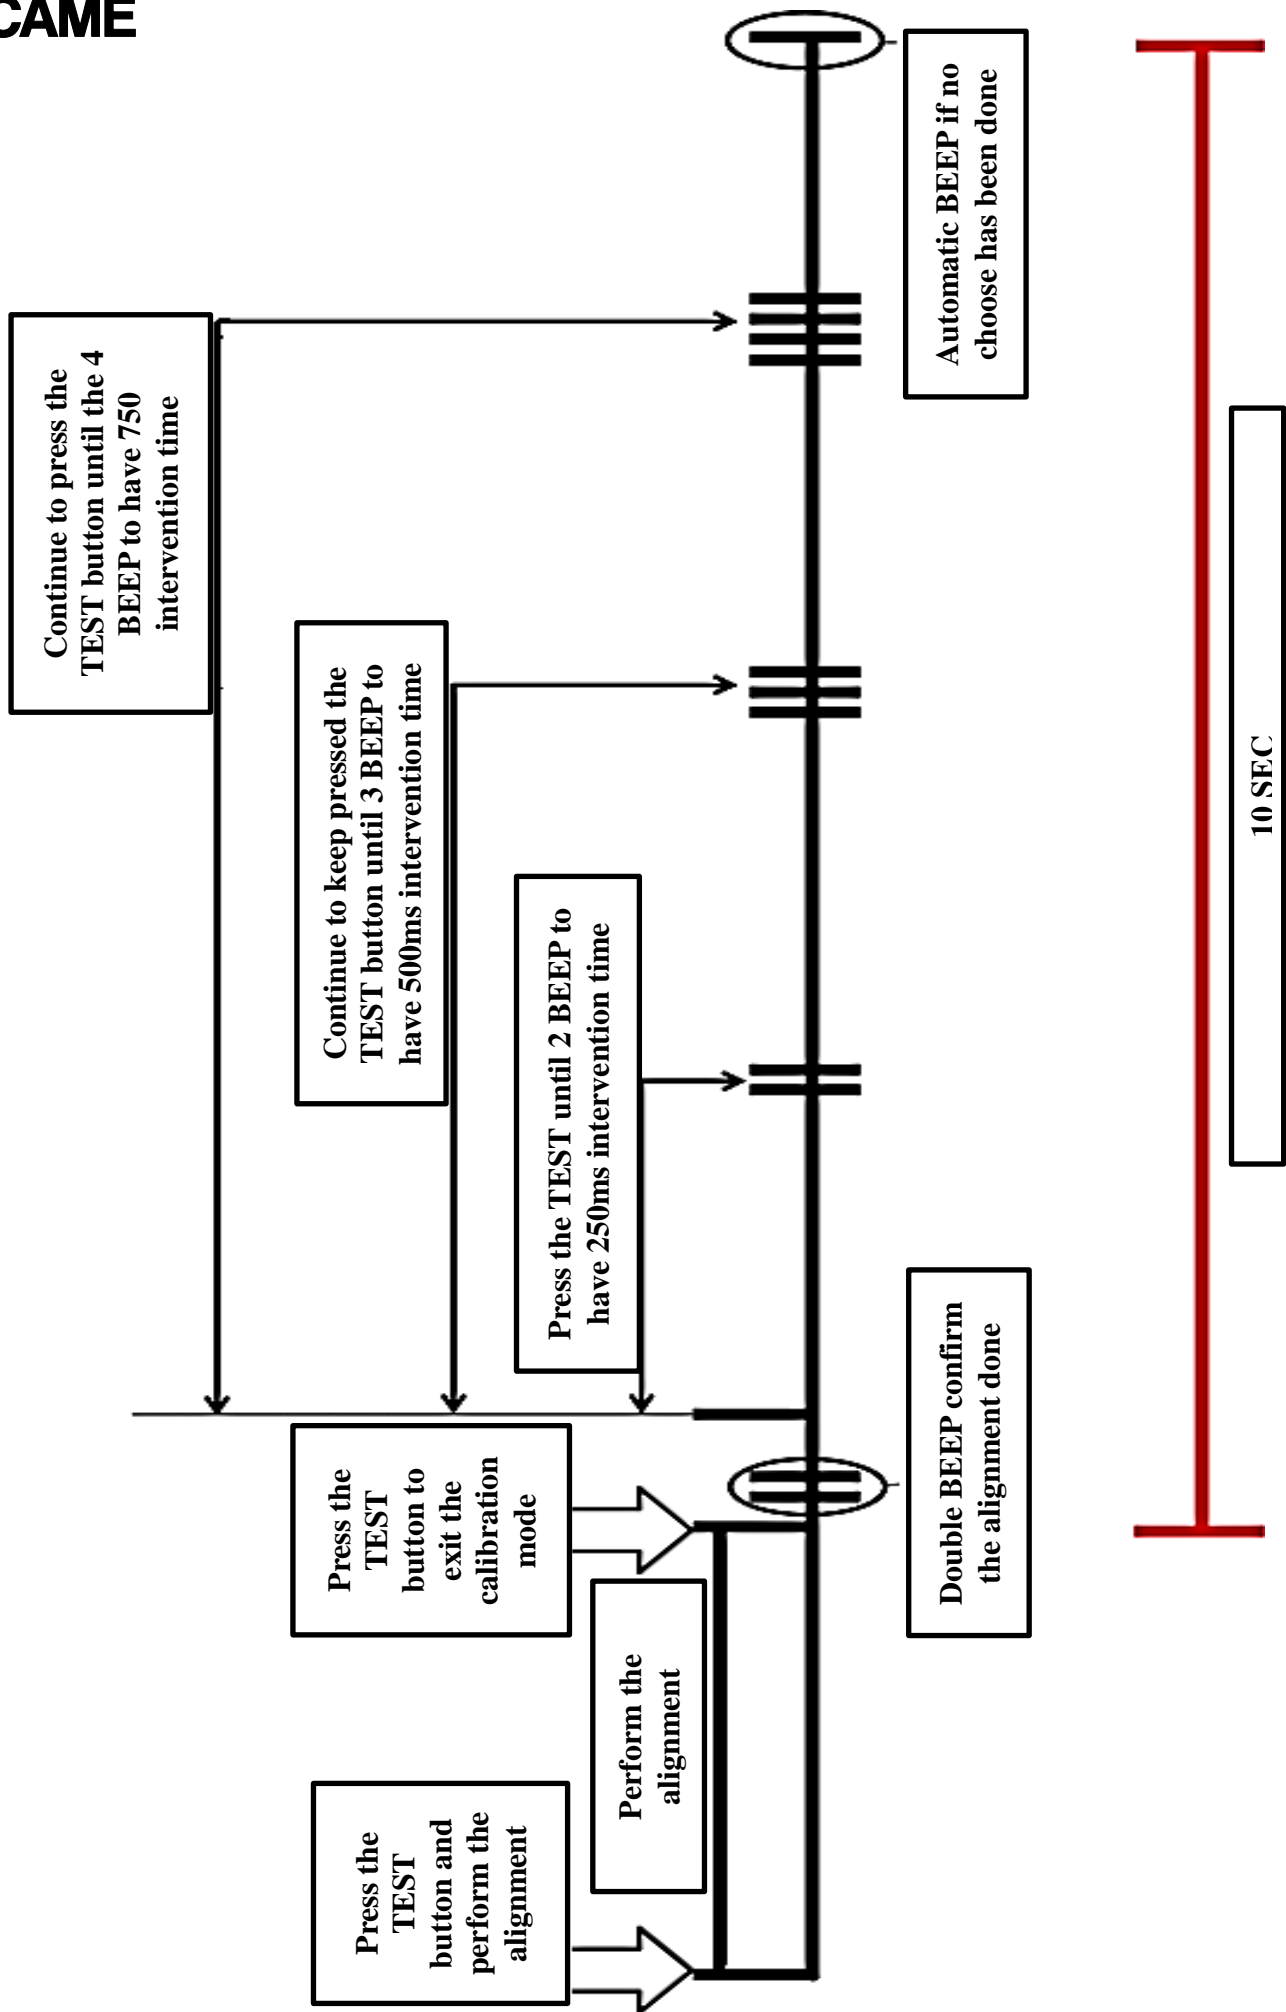 CAME
Press the
TEST
button and
perform the
alignment
Perform the
alignment
Press the
TEST
button to
exit the
calibration
mode
Double BEEP confirm
the alignment done
Press the TEST until 2 BEEP to
have 250ms intervention time
Continue to keep pressed the
TEST button until 3 BEEP to
have 500ms intervention time
Continue to press the
TEST button until the 4
BEEP to have 750
intervention time
Automatic BEEP if no
choose has been done
10 SEC